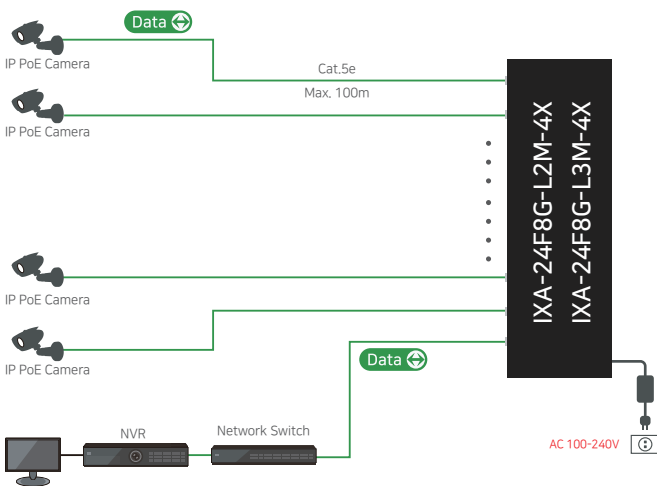 Data
IP PoE Camera
Cat.5e
Max. 100m
IP PoE Camera
IXA-24F8G-L2M-4X
IXA-24F8G-L3M-4X
IP PoE Camera
Data
IP PoE Camera
NVR
Network Switch
AC 100-240V